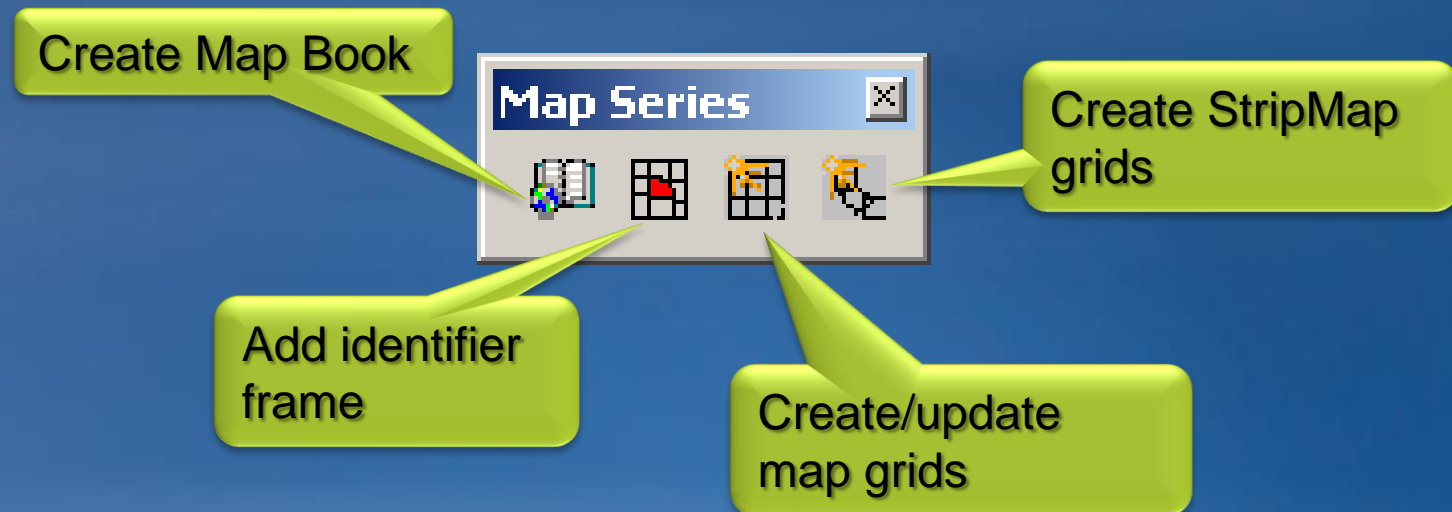 Create Map Book
Map Series
Create StripMap
grids
Add identifier
frame
Create/update
map grids